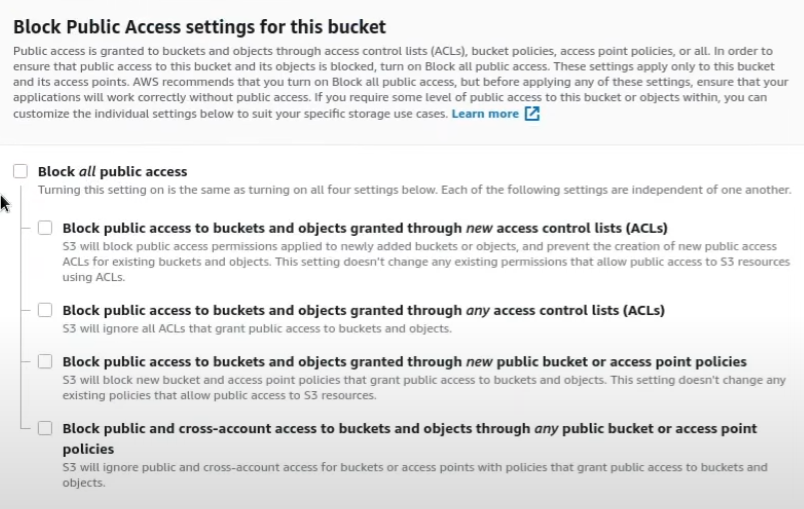 Block Public Access settings for this bucket
Public access is granted to buckets and objects through access control lists (ACLs), bucket policies, access point policies, or all. In order to
ensure that public access to this bucket and its objects is blocked, turn on Block all public access. These settings apply only to this bucket
and its access points. AWS recommends that you turn on Block all public access, but before applying any of these settings, ensure that your
applications will work correctly without public access. If you require some level of public access to this bucket or objects within, you can
customize the individual settings below to suit your specific storage use cases. Learn more
Block all public access
Turning this setting on is the same as turning on all four settings below. Each of the following settings are independent of one another.
Block public access to buckets and objects granted through new access control lists (ACLs)
S3 will block public access permissions applied to newly added buckets or objects, and prevent the creation of new public access
ACLs for existing buckets and objects. This setting doesn't change any existing permissions that allow public access to S3 resources
using ACLs.
Block public access to buckets and objects granted through any access control lists (ACLs)
S3 will ignore all ACLs that grant public access to buckets and objects.
Block public access to buckets and objects granted through new public bucket or access point policies
S3 will block new bucket and access point policies that grant public access to buckets and objects. This setting doesn't change any
existing policies that allow public access to S3 resources.
Block public and cross-account access to buckets and objects through any public bucket or access point
policies
S3 will ignore public and cross-account access for buckets or access points with policies that grant public access to buckets and
objects.